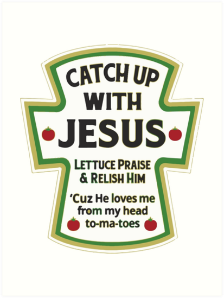 CATCH UP
WITH
JESUS
LETTUCE PRAISE
& RELISH HIM
'Cuz He loves me
from my head
to-ma-toes